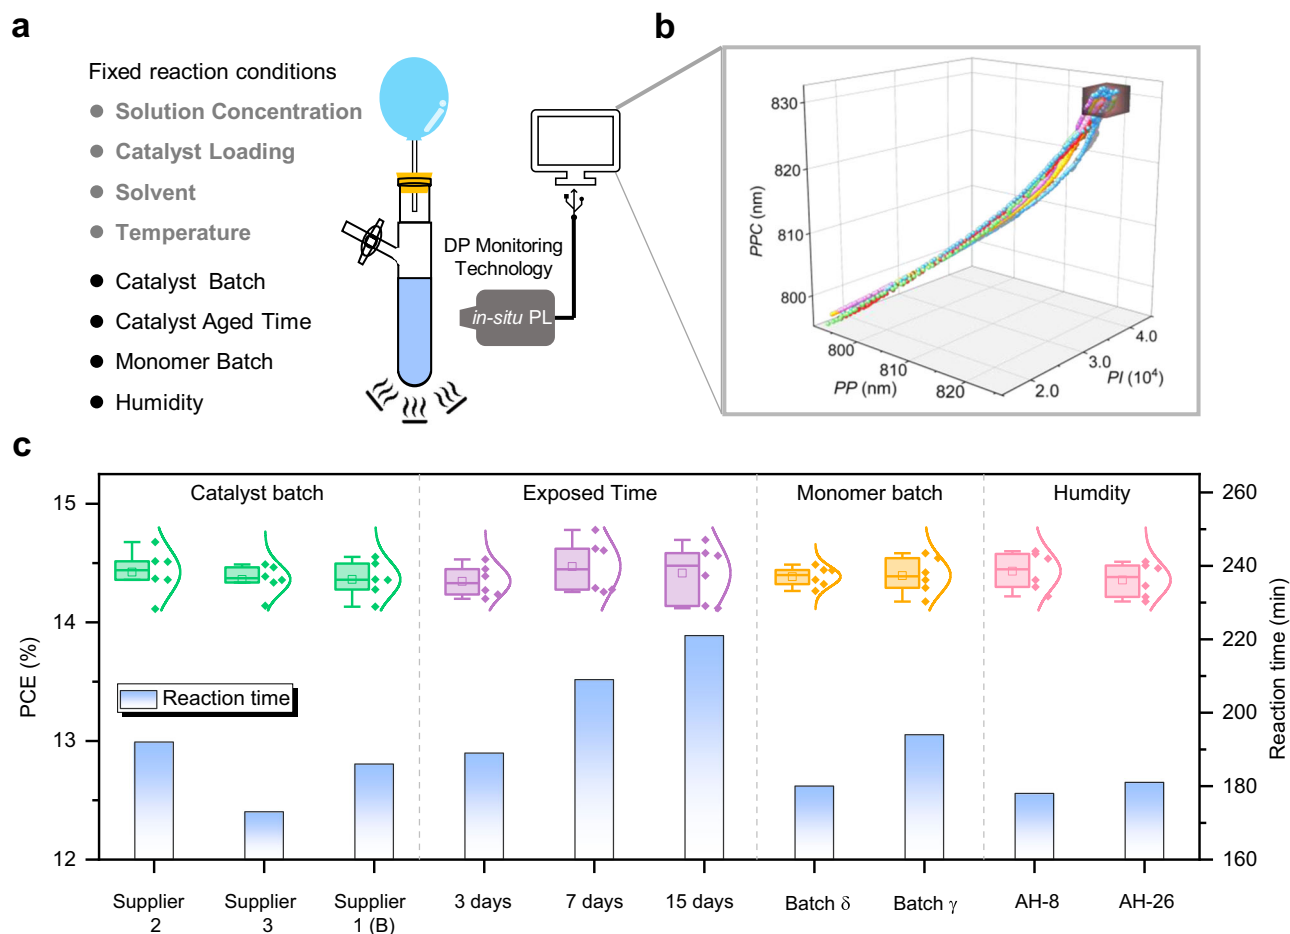 a
Fixed reaction conditions
Solution Concentration
Catalyst Loading
Solvent
Temperature
Catalyst Batch
Catalyst Aged Time
Monomer Batch
Humidity
DP Monitoring
Technology
in-situ PL
b
PPC (nm)
830
820
810
800
800
810
820
PP (nm)
2.0
3.0
4.0
PI (10⁴)
c
PCE (%)
15
14
13
12
Catalyst batch
Exposed Time
Monomer batch
Humdity
Reaction time
260
240
220
200
180
160
Reaction time (min)
Supplier
2
Supplier
3
Supplier
1 (B)
3 days
7 days
15 days
Batch δ
Batch γ
AH-8
AH-26